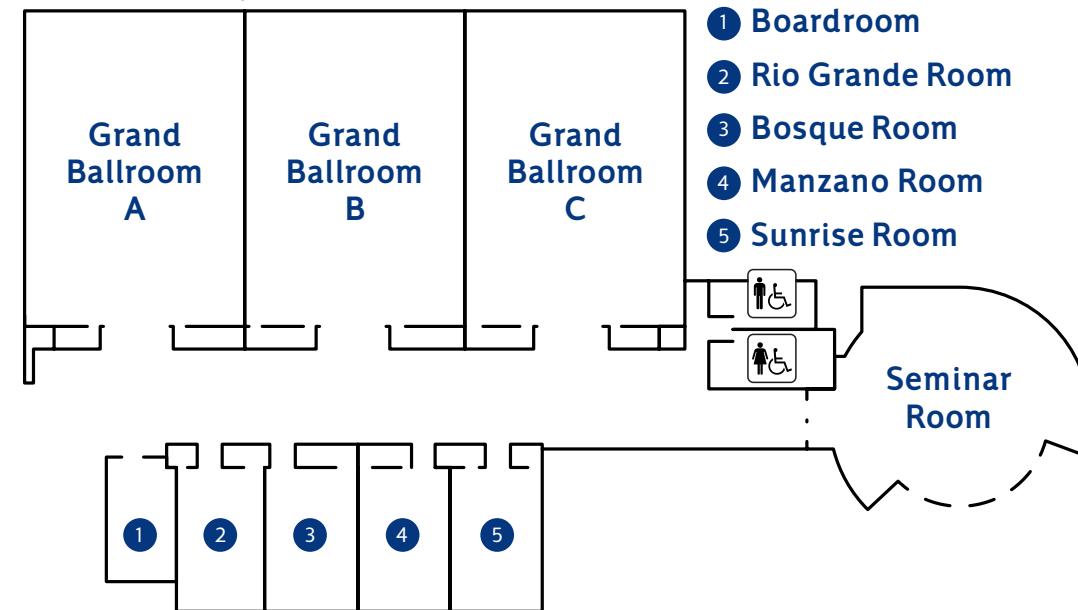 Grand
Ballroom
A
Grand
Ballroom
B
Grand
Ballroom
C
1 Boardroom
2 Rio Grande Room
3 Bosque Room
4 Manzano Room
5 Sunrise Room
Seminar
Room
1
2
3
4
5